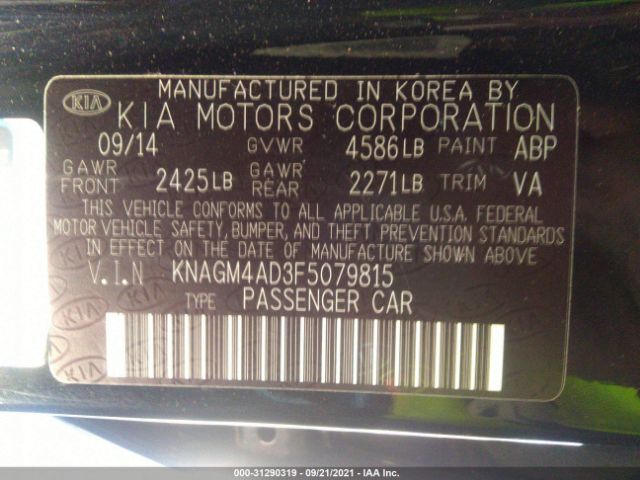 MANUFACTURED IN KOREA BY
KIA KIA MOTORS CORPORATION
09/14 GVWR 4586LB PAINT ABP
GAWR FRONT 2425LB GAWR REAR 2271LB TRIM VA
THIS VEHICLE CONFORMS TO ALL APPLICABLE U.S.A. FEDERAL
MOTOR VEHICLE SAFETY, BUMPER, AND THEFT PREVENTION STANDARDS
IN EFFECT ON THE DATE OF MANUFACTURE SHOWN ABOVE
V.I.N KNAGM4AD3F5079815
TYPE PASSENGER CAR
000-31290319 - 09/21/2021 - IAA Inc.